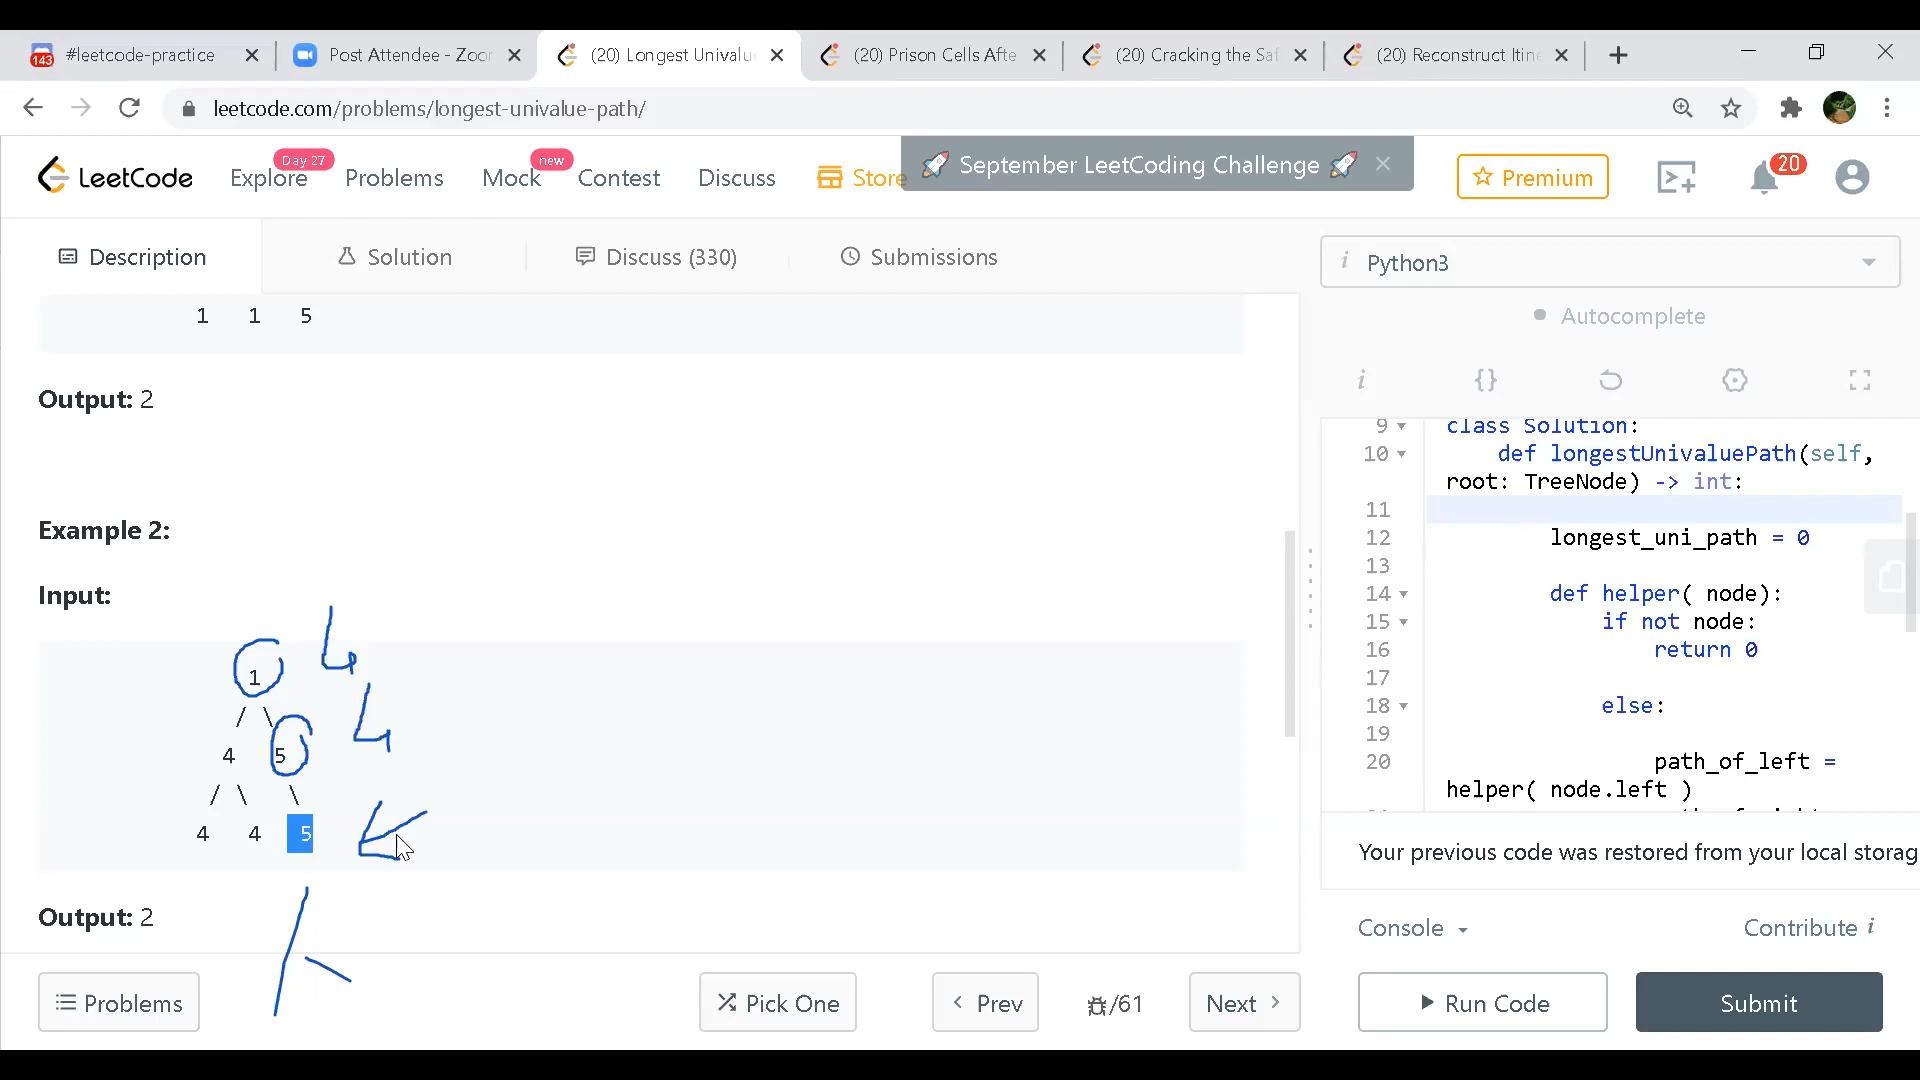 143 #leetcode-practice
Post Attendee - Zoor
(20) Longest Univalu
(20) Prison Cells Afte
(20) Cracking the Saf
(20) Reconstruct Itine
leetcode.com/problems/longest-univalue-path/
LeetCode
Explore
Day 27
Problems
Mock
new
Contest
Discuss
Store
🚀 September LeetCoding Challenge 🚀
Premium
20
Description
Solution
Discuss (330)
Submissions
i Python3
Autocomplete
1 1 5
Output: 2
Example 2:
Input:
1
/ \
4 5
/ \ \
4 4 5
Output: 2
4
4
i {}
9 class Solution:
10 def longestUnivaluePath(self,
root: TreeNode) -> int:
11
12 longest_uni_path = 0
13
14 def helper( node):
15 if not node:
16 return 0
17
18 else:
19
20 path_of_left =
helper( node.left )
Your previous code was restored from your local storag
Console
Contribute i
Problems
Pick One
Prev
/61
Next
Run Code
Submit